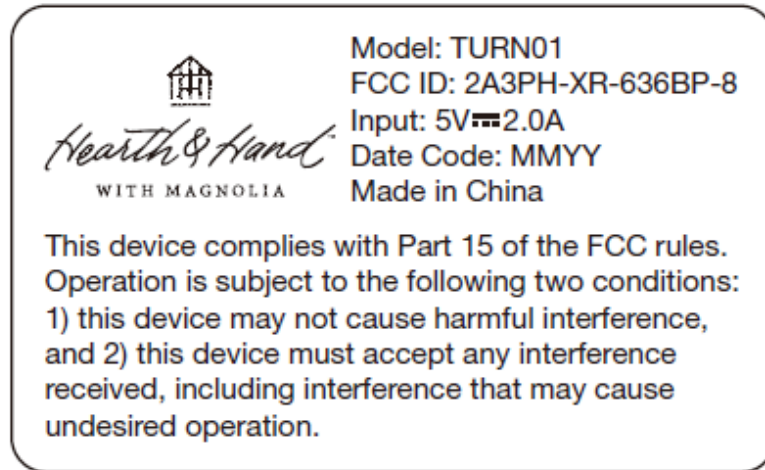 Model: TURN01
FCC ID: 2A3PH-XR-636BP-8
Input: 5V⎓2.0A
Date Code: MMYY
Made in China
Hearth & Hand™
WITH MAGNOLIA
This device complies with Part 15 of the FCC rules.
Operation is subject to the following two conditions:
1) this device may not cause harmful interference,
and 2) this device must accept any interference
received, including interference that may cause
undesired operation.